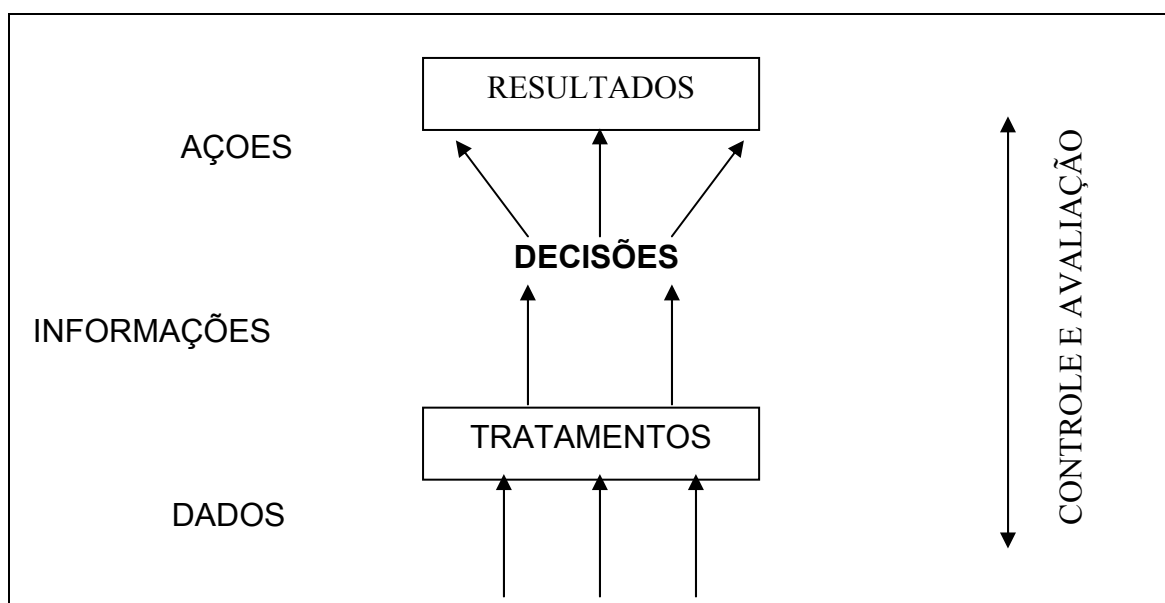 RESULTADOS
AÇOES
DECISÕES
INFORMAÇÕES
TRATAMENTOS
DADOS
CONTROLE E AVALIAÇÃO